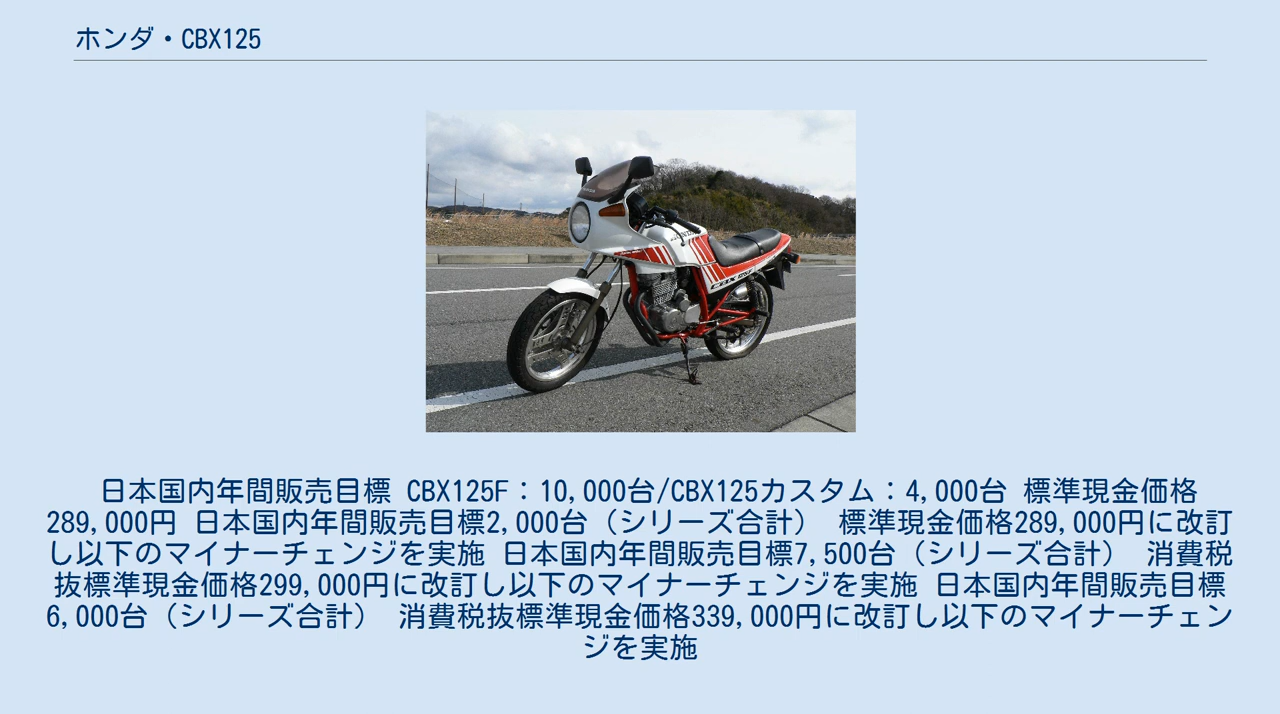 ホンダ・CBX125
日本国内年間販売目標 CBX125F：10,000台/CBX125カスタム：4,000台 標準現金価格
289,000円 日本国内年間販売目標2,000台（シリーズ合計） 標準現金価格289,000円に改訂
し以下のマイナーチェンジを実施 日本国内年間販売目標7,500台（シリーズ合計） 消費税
抜標準現金価格299,000円に改訂し以下のマイナーチェンジを実施 日本国内年間販売目標
6,000台（シリーズ合計） 消費税抜標準現金価格339,000円に改訂し以下のマイナーチェン
ジを実施